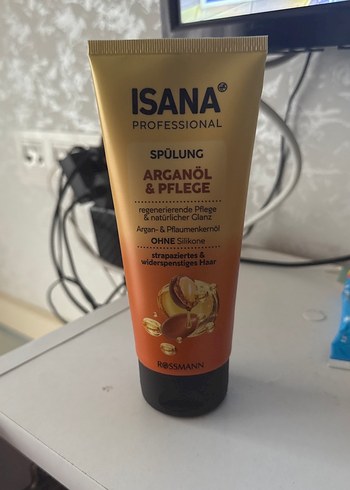 ISANA
PROFESSIONAL
SPÜLUNG
ARGANÖL
& PFLEGE
regenerierende Pflege
& natürlicher Glanz
Argan- & Pflaumenkernöl
OHNE Silikone
strapaziertes &
widerspenstiges Haar
ROSSMANN